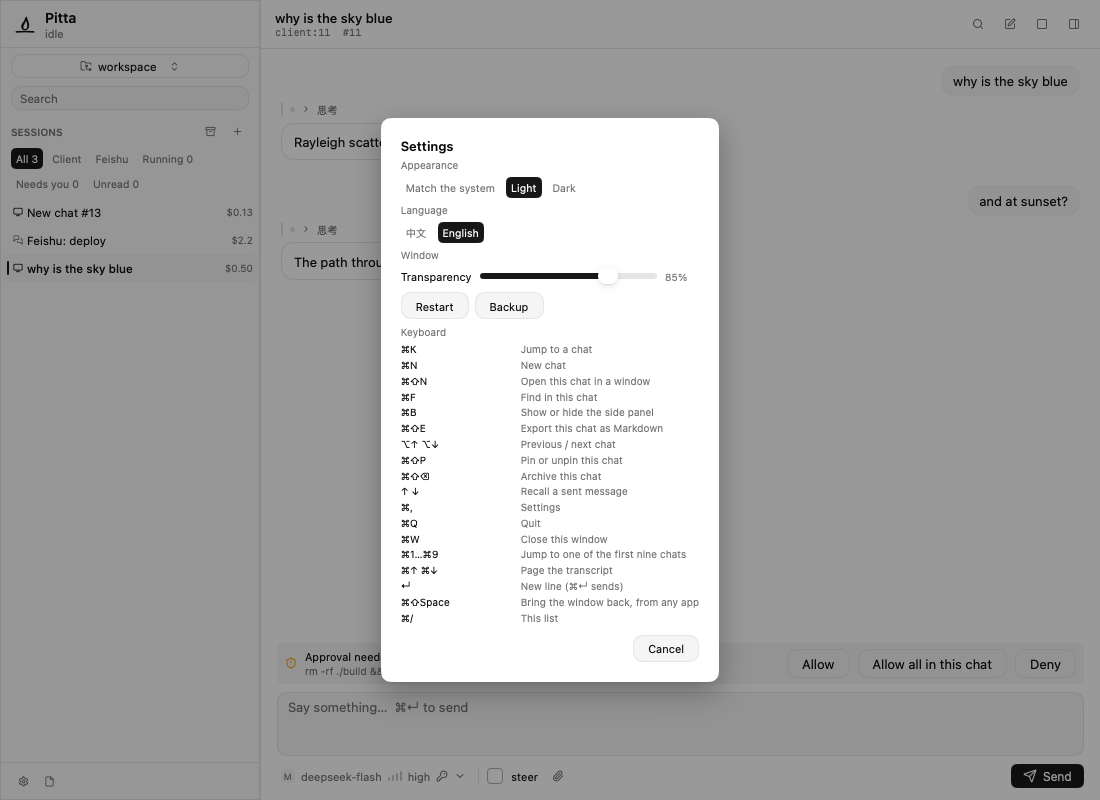 Pitta
idle
workspace
Search
SESSIONS
All 3 Client Feishu Running 0
Needs you 0 Unread 0
New chat #13 $0.13
Feishu: deploy $2.2
why is the sky blue $0.50
why is the sky blue
client:11 #11
why is the sky blue
思考
Rayleigh scatte
and at sunset?
思考
The path throu
Settings
Appearance
Match the system Light Dark
Language
中文 English
Window
Transparency 85%
Restart Backup
Keyboard
⌘K Jump to a chat
⌘N New chat
⌘⇧N Open this chat in a window
⌘F Find in this chat
⌘B Show or hide the side panel
⌘⇧E Export this chat as Markdown
⌥↑ ⌥↓ Previous / next chat
⌘⇧P Pin or unpin this chat
⌘⇧⌫ Archive this chat
↑ ↓ Recall a sent message
⌘, Settings
⌘Q Quit
⌘W Close this window
⌘1…⌘9 Jump to one of the first nine chats
⌘↑ ⌘↓ Page the transcript
↵ New line (⌘↵ sends)
⌘⇧Space Bring the window back, from any app
⌘/ This list
Cancel
Approval neede
rm -rf ./build &&
Allow Allow all in this chat Deny
Say something… ⌘↵ to send
M deepseek-flash high steer Send